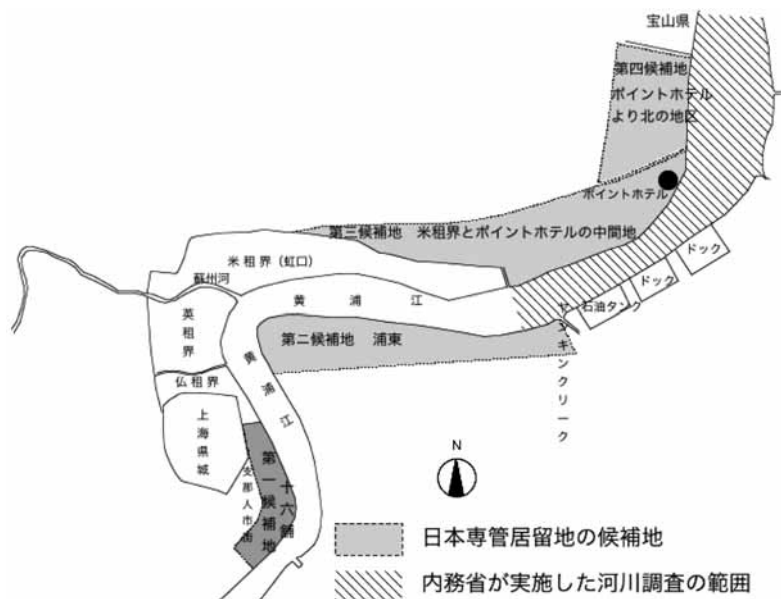 宝山県
第四候補地
ポイントホテル
より北の地区
ポイントホテル
第三候補地 米租界とポイントホテルの中間地
米租界(虹口)
蘇州河
ドック
ドック
石油タンク
黄浦江
英租界
第二候補地 浦東
ヤンキンクリーク
黄浦江
仏租界
上海県城
支那人市街
第一候補地
十六舗
N
日本専管居留地の候補地
内務省が実施した河川調査の範囲